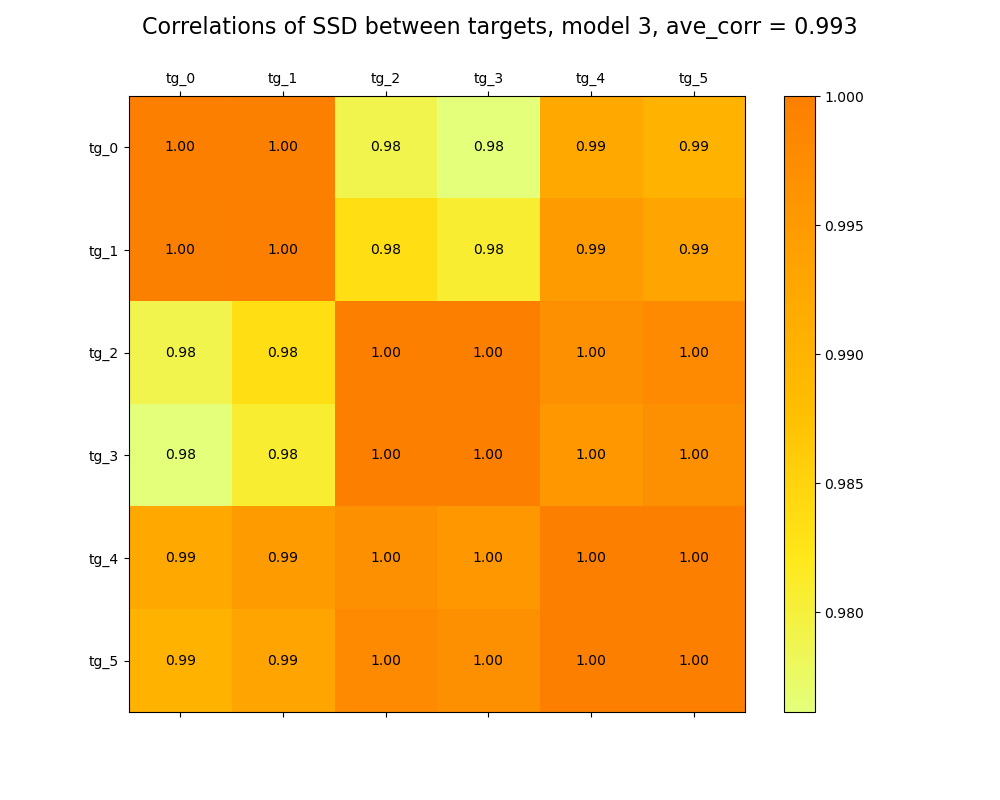 Correlations of SSD between targets, model 3, ave_corr = 0.993
tg_0 tg_1 tg_2 tg_3 tg_4 tg_5
tg_0 1.00 1.00 0.98 0.98 0.99 0.99
tg_1 1.00 1.00 0.98 0.98 0.99 0.99
tg_2 0.98 0.98 1.00 1.00 1.00 1.00
tg_3 0.98 0.98 1.00 1.00 1.00 1.00
tg_4 0.99 0.99 1.00 1.00 1.00 1.00
tg_5 0.99 0.99 1.00 1.00 1.00 1.00
1.000
0.995
0.990
0.985
0.980